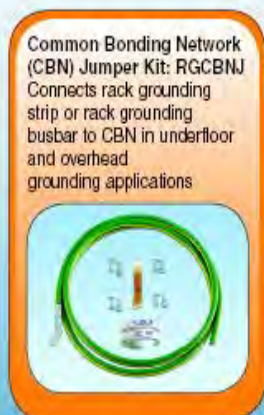 Common Bonding Network
(CBN) Jumper Kit: RGCBNJ
Connects rack grounding
strip or rack grounding
busbar to CBN in underfloor
and overhead
grounding applications